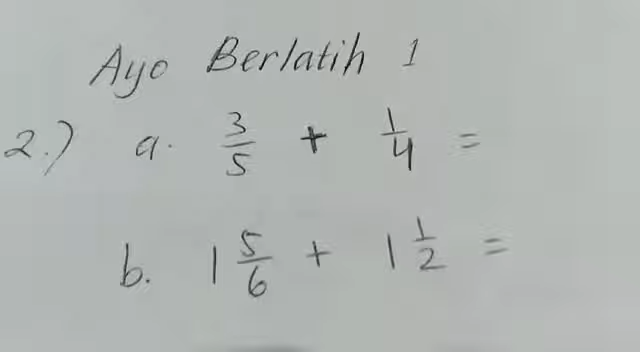 Ayo Berlatih 1
2.) a. 3/5 + 1/4 =
b. 1 5/6 + 1 1/2 =